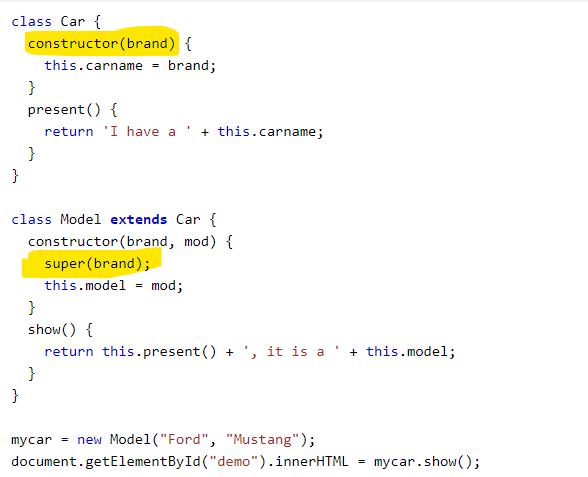 class Car {
  constructor(brand) {
    this.carname = brand;
  }
  present() {
    return 'I have a ' + this.carname;
  }
}

class Model extends Car {
  constructor(brand, mod) {
    super(brand);
    this.model = mod;
  }
  show() {
    return this.present() + ', it is a ' + this.model;
  }
}

mycar = new Model("Ford", "Mustang");
document.getElementById("demo").innerHTML = mycar.show();